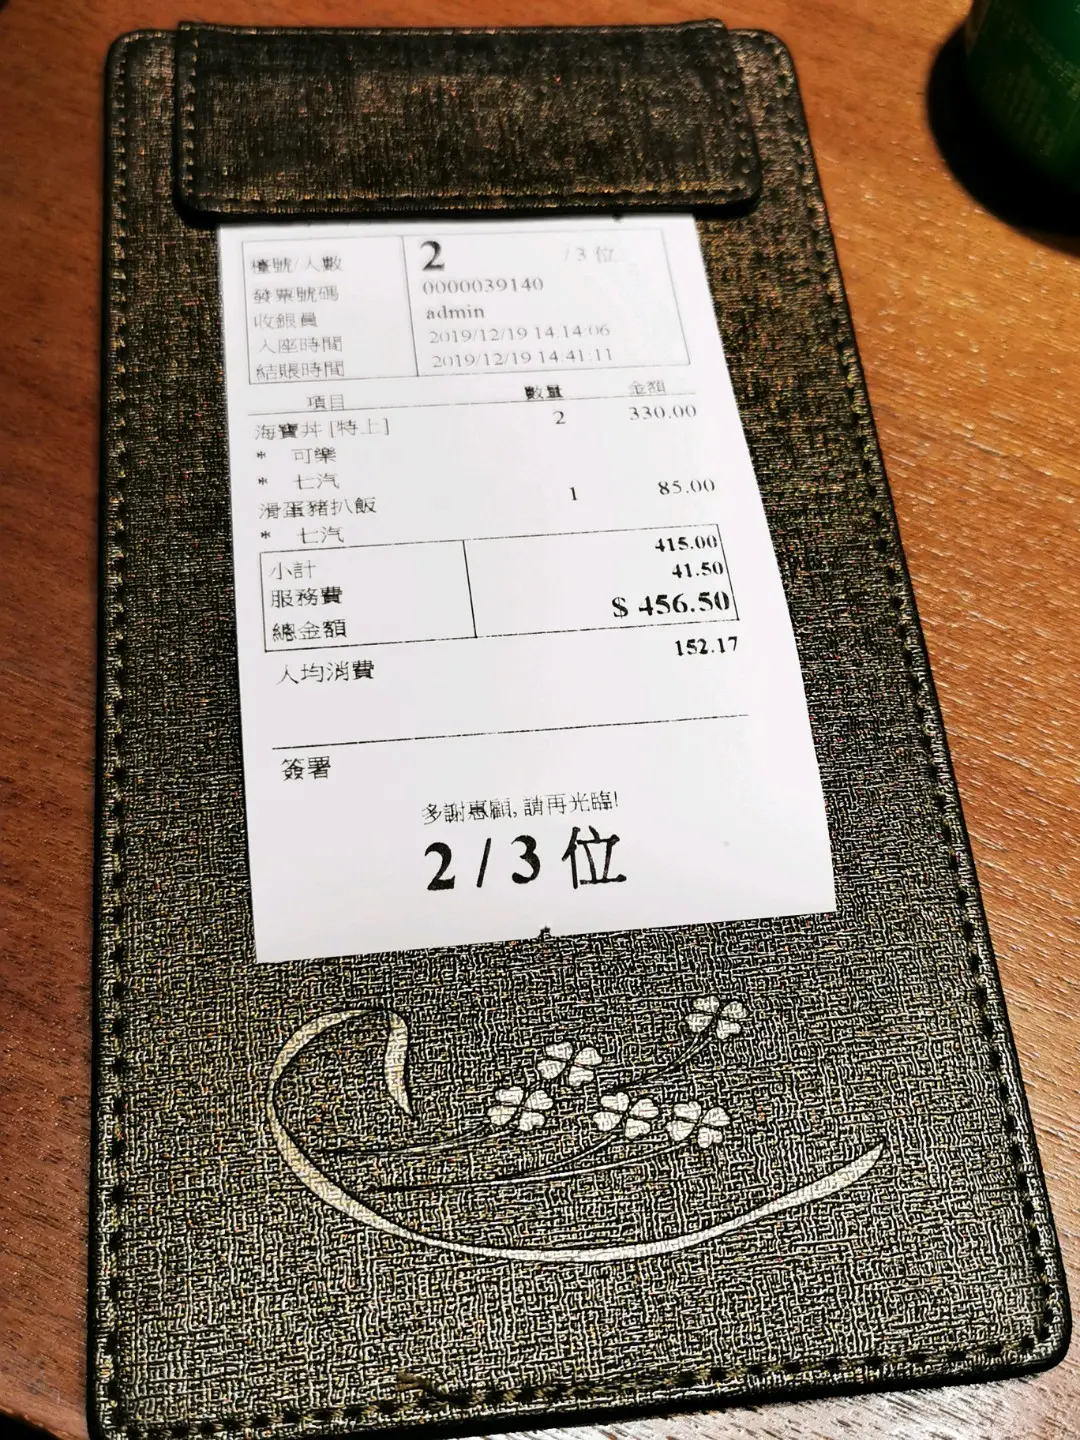 檯號/人數 2 /3 位
發票號碼 0000039140
收銀員 admin
入座時間 2019/12/19 14:14:06
結賬時間 2019/12/19 14:41:11
項目 數量 金額
海寶丼 [特上] 2 330.00
* 可樂
* 七汽
滑蛋豬扒飯 1 85.00
* 七汽
小計 415.00
服務費 41.50
總金額 $ 456.50
人均消費 152.17
簽署
多謝惠顧, 請再光臨!
2 / 3 位